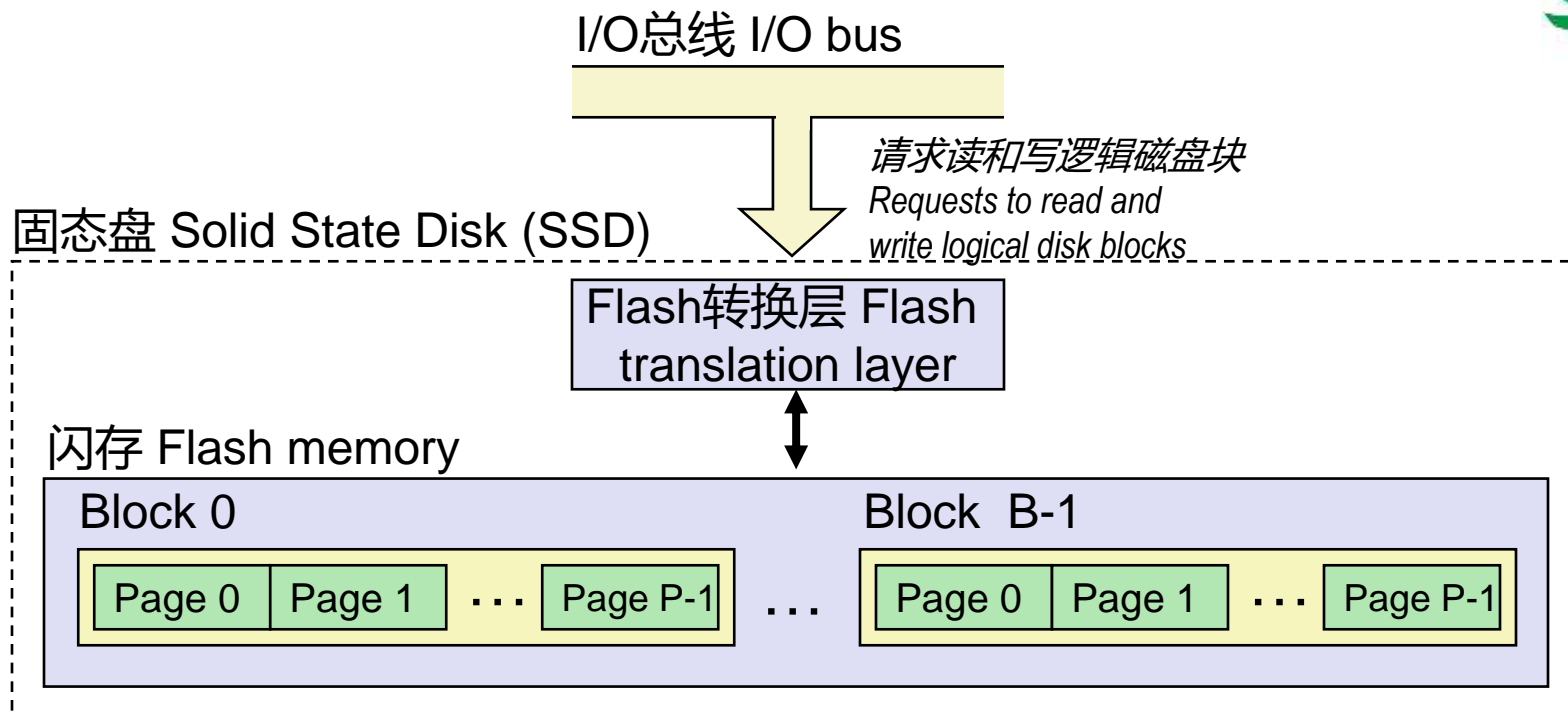 I/O总线 I/O bus
请求读和写逻辑磁盘块
Requests to read and
write logical disk blocks
固态盘 Solid State Disk (SSD)
Flash转换层 Flash
translation layer
闪存 Flash memory
Block 0
Block B-1
Page 0 Page 1 ... Page P-1 ... Page 0 Page 1 ... Page P-1